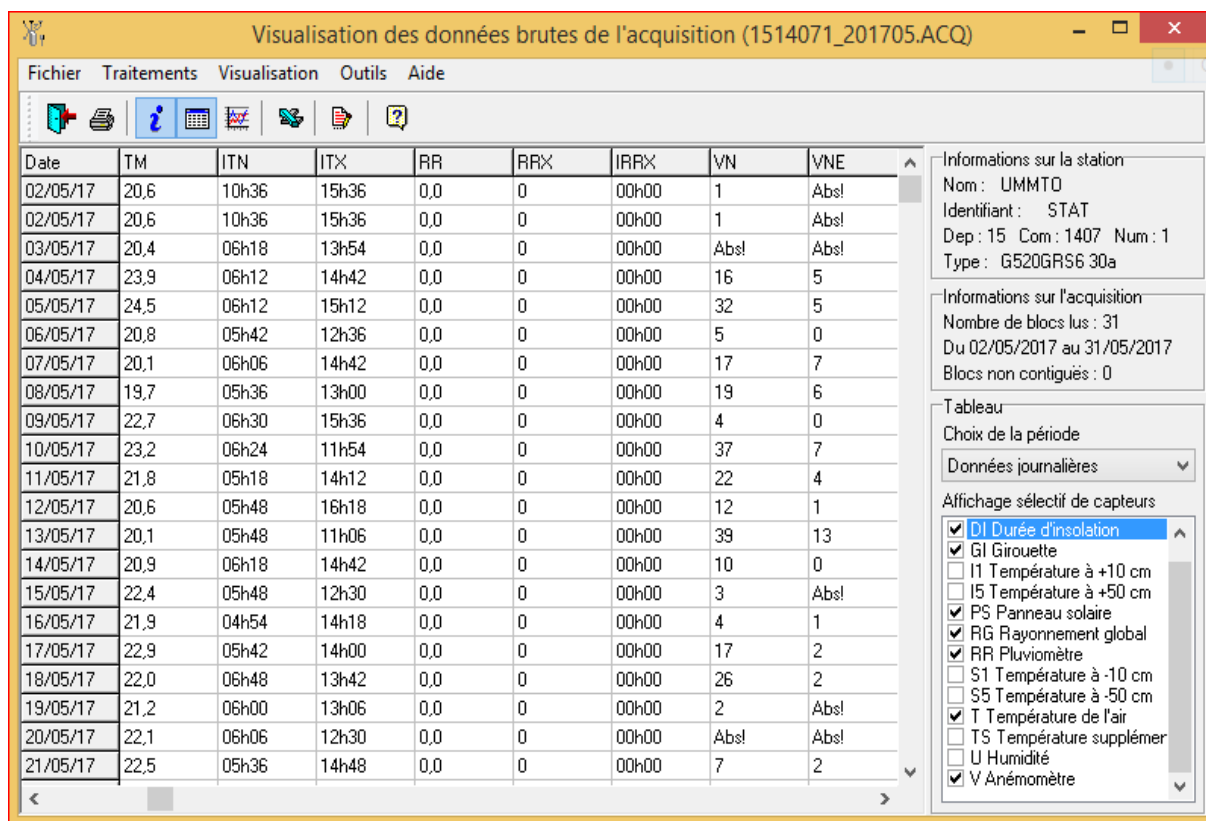 Visualisation des données brutes de l'acquisition (1514071_201705.ACQ)
Fichier Traitements Visualisation Outils Aide
Date TM ITN ITX RR RRX IRRX VN VNE
02/05/17 20,6 10h36 15h36 0,0 0 00h00 1 Abs!
02/05/17 20,6 10h36 15h36 0,0 0 00h00 1 Abs!
03/05/17 20,4 06h18 13h54 0,0 0 00h00 Abs! Abs!
04/05/17 23,9 06h12 14h42 0,0 0 00h00 16 5
05/05/17 24,5 06h12 15h12 0,0 0 00h00 32 5
06/05/17 20,8 05h42 12h36 0,0 0 00h00 5 0
07/05/17 20,1 06h06 14h42 0,0 0 00h00 17 7
08/05/17 19,7 05h36 13h00 0,0 0 00h00 19 6
09/05/17 22,7 06h30 15h36 0,0 0 00h00 4 0
10/05/17 23,2 06h24 11h54 0,0 0 00h00 37 7
11/05/17 21,8 05h18 14h12 0,0 0 00h00 22 4
12/05/17 20,6 05h48 16h18 0,0 0 00h00 12 1
13/05/17 20,1 05h48 11h06 0,0 0 00h00 39 13
14/05/17 20,9 06h18 14h42 0,0 0 00h00 10 0
15/05/17 22,4 05h48 12h30 0,0 0 00h00 3 Abs!
16/05/17 21,9 04h54 14h18 0,0 0 00h00 4 1
17/05/17 22,9 05h42 14h00 0,0 0 00h00 17 2
18/05/17 22,0 06h48 13h42 0,0 0 00h00 26 2
19/05/17 21,2 06h00 13h06 0,0 0 00h00 2 Abs!
20/05/17 22,1 06h06 12h30 0,0 0 00h00 Abs! Abs!
21/05/17 22,5 05h36 14h48 0,0 0 00h00 7 2
Informations sur la station
Nom : UMMTO
Identifiant : STAT
Dep : 15 Com : 1407 Num : 1
Type : G520GRS6 30a
Informations sur l'acquisition
Nombre de blocs lus : 31
Du 02/05/2017 au 31/05/2017
Blocs non contiguës : 0
Tableau
Choix de la période
Données journalières
Affichage sélectif de capteurs
DI Durée d'insolation
GI Girouette
I1 Température à +10 cm
I5 Température à +50 cm
PS Panneau solaire
RG Rayonnement global
RR Pluviomètre
S1 Température à -10 cm
S5 Température à -50 cm
T Température de l'air
TS Température supplémer
U Humidité
V Anémomètre